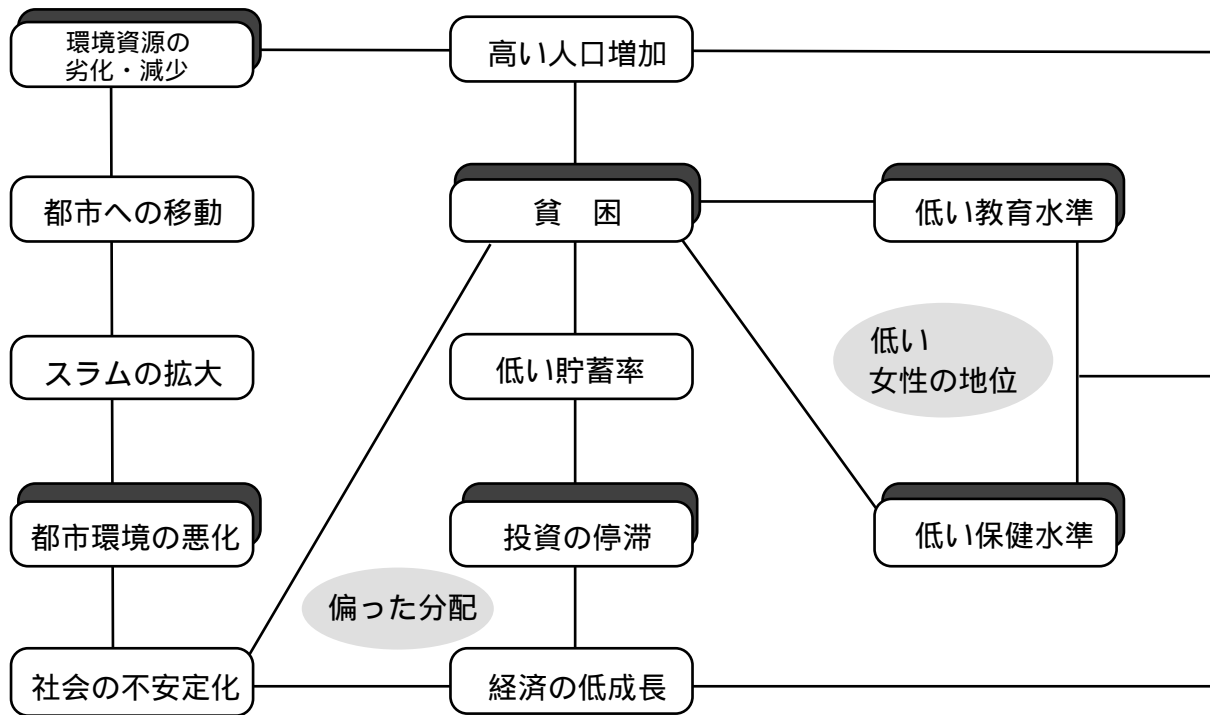 環境資源の
劣化・減少
高い人口増加
都市への移動
貧　困
低い教育水準
スラムの拡大
低い貯蓄率
低い
女性の地位
都市環境の悪化
投資の停滞
低い保健水準
偏った分配
社会の不安定化
経済の低成長